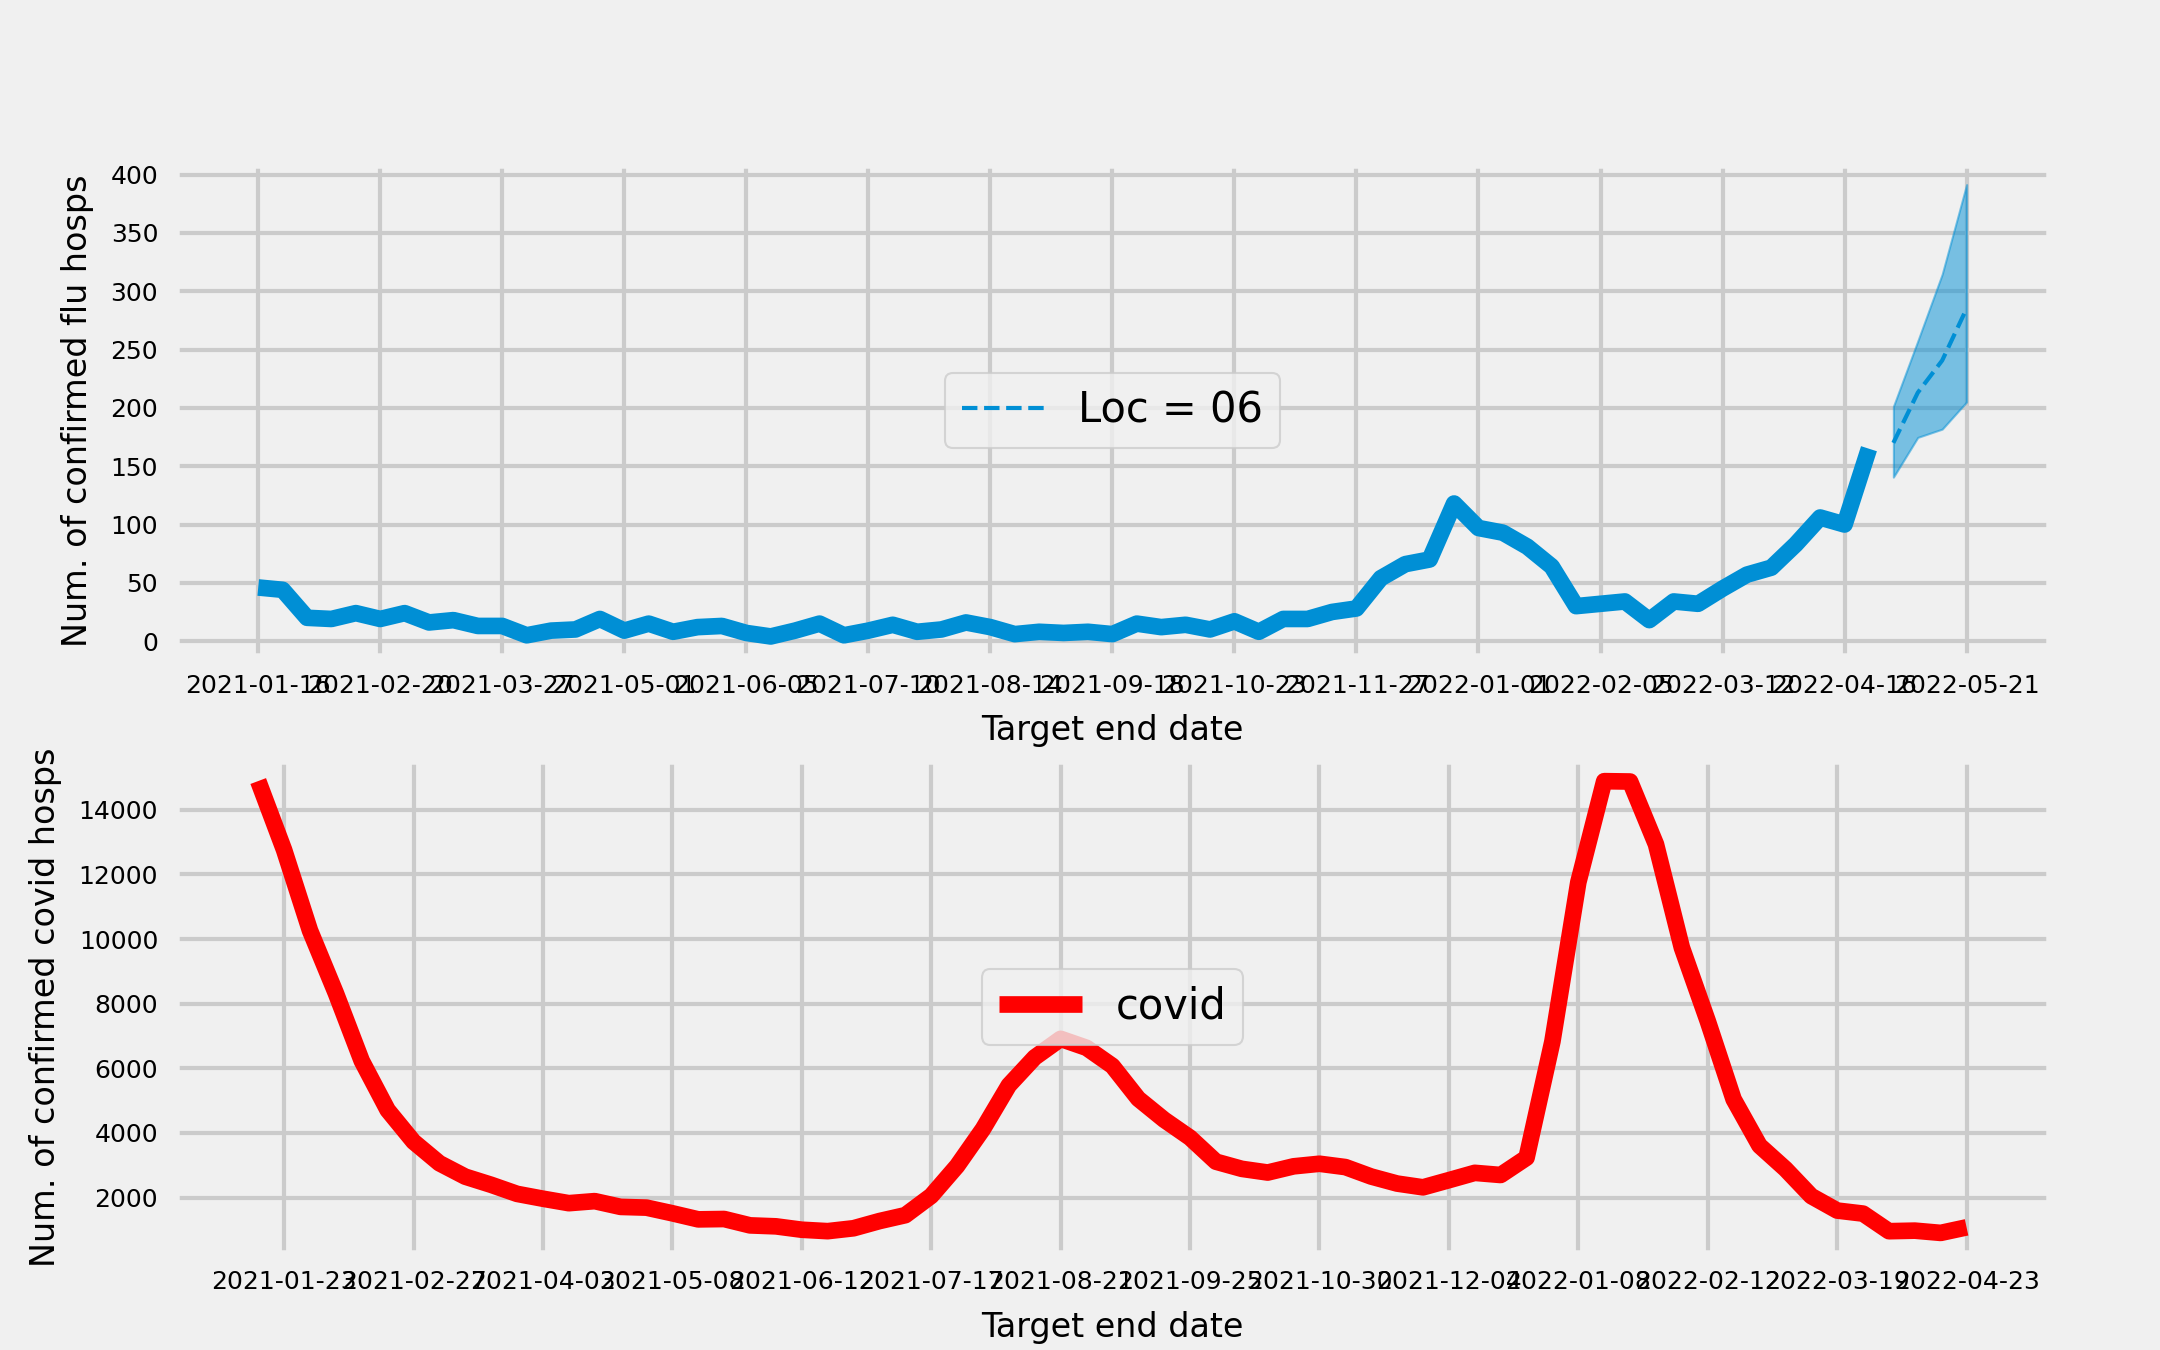 400
350
300
250
200
150
100
50
0
Num. of confirmed flu hosps
Loc = 06
2021-01-16 2021-02-20 2021-03-27 2021-05-01 2021-06-05 2021-07-10 2021-08-14 2021-09-18 2021-10-23 2021-11-27 2022-01-01 2022-02-05 2022-03-12 2022-04-16 2022-05-21
Target end date
14000
12000
10000
8000
6000
4000
2000
Num. of confirmed covid hosps
covid
2021-01-23 2021-02-27 2021-04-03 2021-05-08 2021-06-12 2021-07-17 2021-08-21 2021-09-25 2021-10-30 2021-12-04 2022-01-08 2022-02-12 2022-03-19 2022-04-23
Target end date